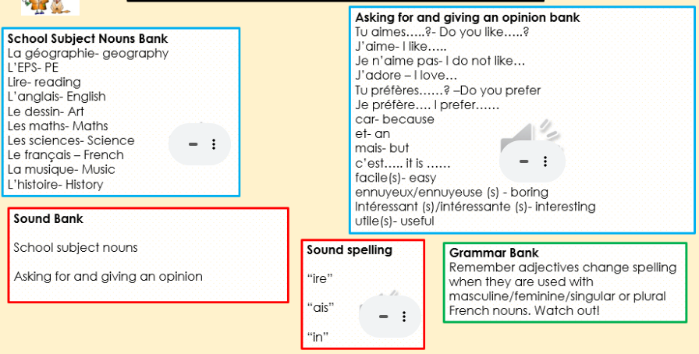 School Subject Nouns Bank
La géographie- geography
L'EPS- PE
Lire- reading
L'anglais- English
Le dessin- Art
Les maths- Maths
Les sciences- Science
Le français – French
La musique- Music
L'histoire- History
Asking for and giving an opinion bank
Tu aimes…..?- Do you like…..?
J'aime- I like…..
Je n'aime pas- I do not like…
J'adore – I love…
Tu préfères……? –Do you prefer
Je préfère…. I prefer……
car- because
et- an
mais- but
c'est….. it is ……
facile(s)- easy
ennuyeux/ennuyeuse (s) - boring
Intéressant (s)/intéressante (s)- interesting
utile(s)- useful
Sound Bank
School subject nouns
Asking for and giving an opinion
Sound spelling
"ire"
"ais"
"in"
Grammar Bank
Remember adjectives change spelling
when they are used with
masculine/feminine/singular or plural
French nouns. Watch out!